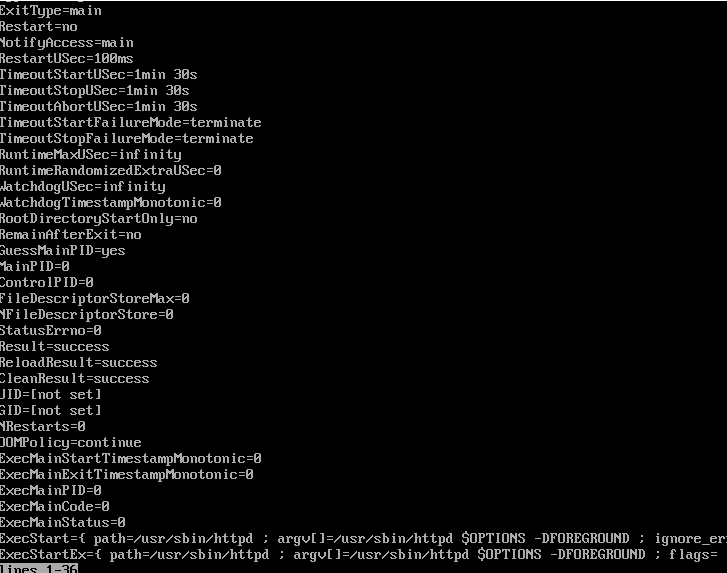 ExitType=main
Restart=no
NotifyAccess=main
RestartUSec=100ms
TimeoutStartUSec=1min 30s
TimeoutStopUSec=1min 30s
TimeoutAbortUSec=1min 30s
TimeoutStartFailureMode=terminate
TimeoutStopFailureMode=terminate
RuntimeMaxUSec=infinity
RuntimeRandomizedExtraUSec=0
WatchdogUSec=infinity
WatchdogTimestampMonotonic=0
RootDirectoryStartOnly=no
RemainAfterExit=no
GuessMainPID=yes
MainPID=0
ControlPID=0
FileDescriptorStoreMax=0
NFileDescriptorStore=0
StatusErrno=0
Result=success
ReloadResult=success
CleanResult=success
UID=[not set]
GID=[not set]
NRestarts=0
OOMPolicy=continue
ExecMainStartTimestampMonotonic=0
ExecMainExitTimestampMonotonic=0
ExecMainPID=0
ExecMainCode=0
ExecMainStatus=0
ExecStart={ path=/usr/sbin/httpd ; argv[]=/usr/sbin/httpd $OPTIONS -DFOREGROUND ; ignore_er
ExecStartEx={ path=/usr/sbin/httpd ; argv[]=/usr/sbin/httpd $OPTIONS -DFOREGROUND ; flags=
lines 1-36